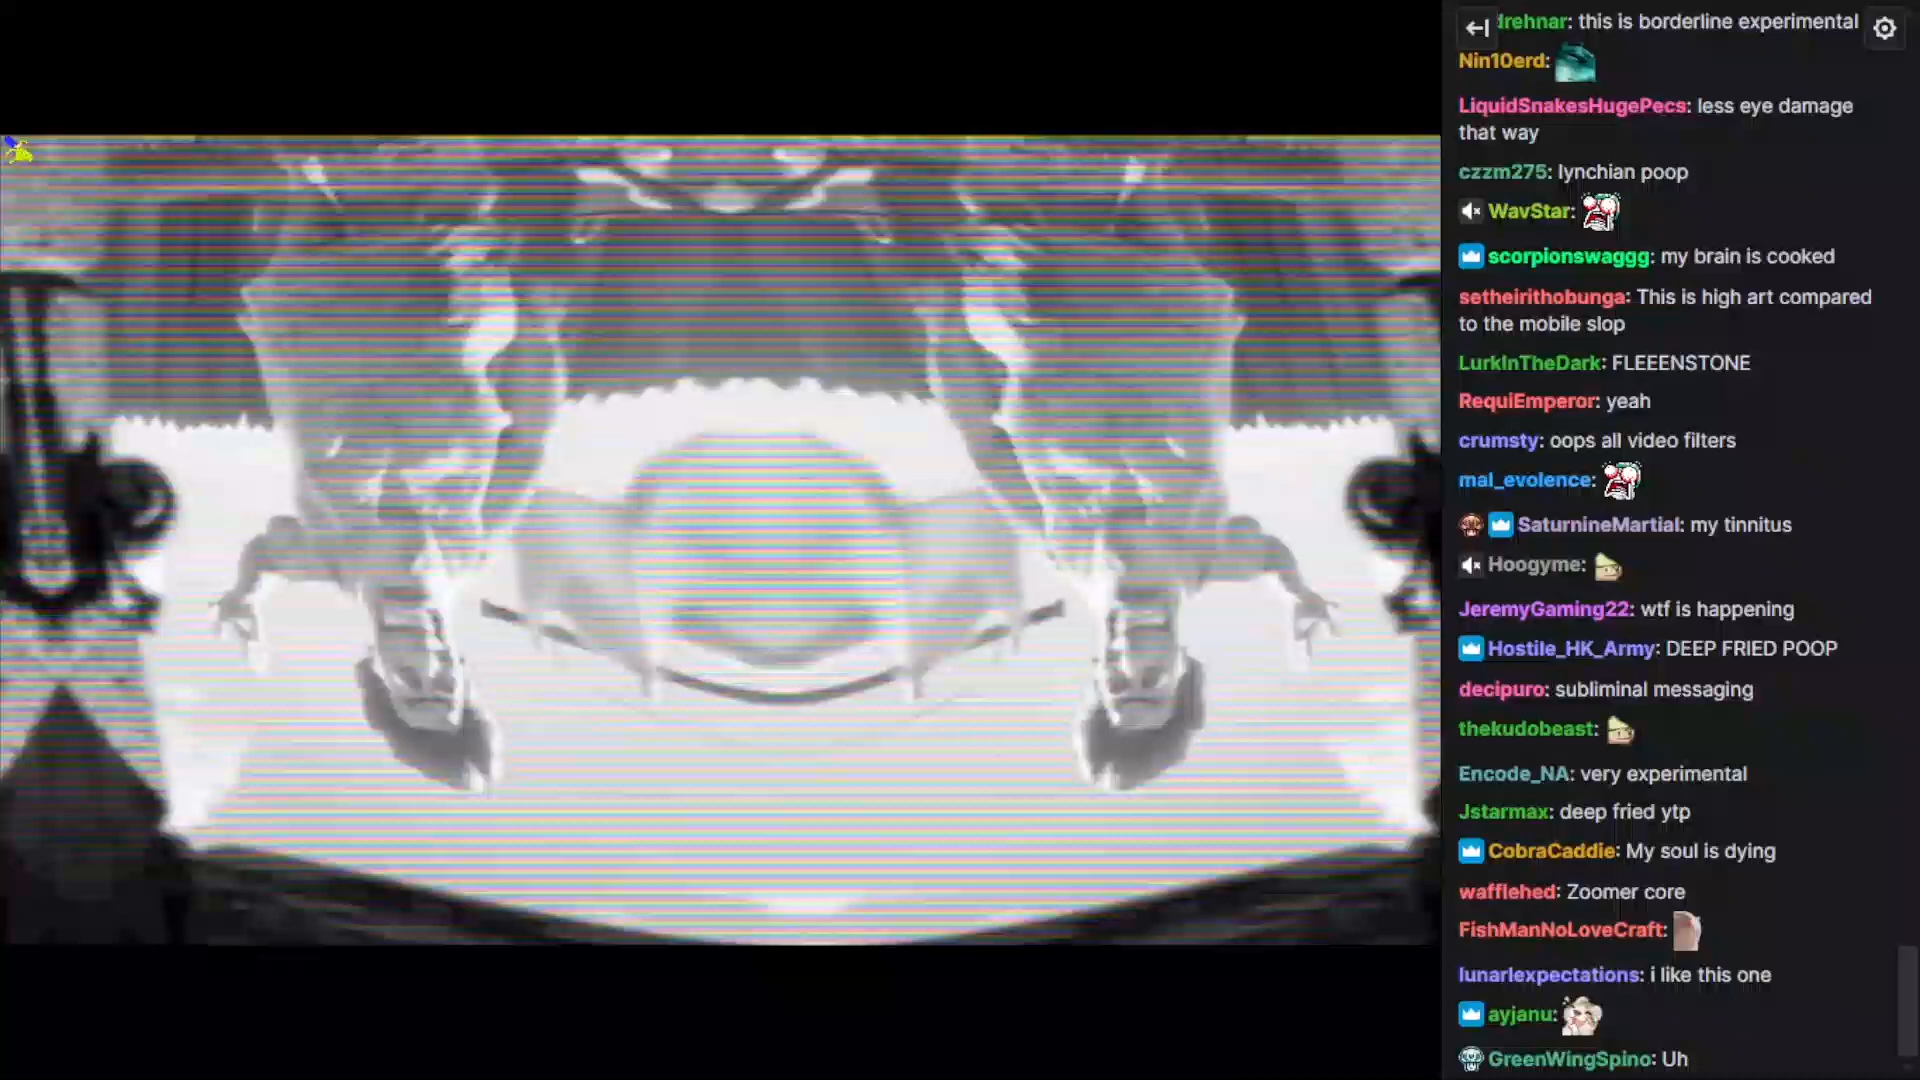 drehnar: this is borderline experimental
Nin10erd:
LiquidSnakesHugePecs: less eye damage
that way
czzm275: lynchian poop
WavStar:
scorpionswaggg: my brain is cooked
setheirithobunga: This is high art compared
to the mobile slop
LurkInTheDark: FLEEENSTONE
RequiEmperor: yeah
crumsty: oops all video filters
mal_evolence:
SaturnineMartial: my tinnitus
Hoogyme:
JeremyGaming22: wtf is happening
Hostile_HK_Army: DEEP FRIED POOP
decipuro: subliminal messaging
thekudobeast:
Encode_NA: very experimental
Jstarmax: deep fried ytp
CobraCaddie: My soul is dying
wafflehed: Zoomer core
FishManNoLoveCraft:
lunarlexpectations: i like this one
ayjanu:
GreenWingSpino: Uh